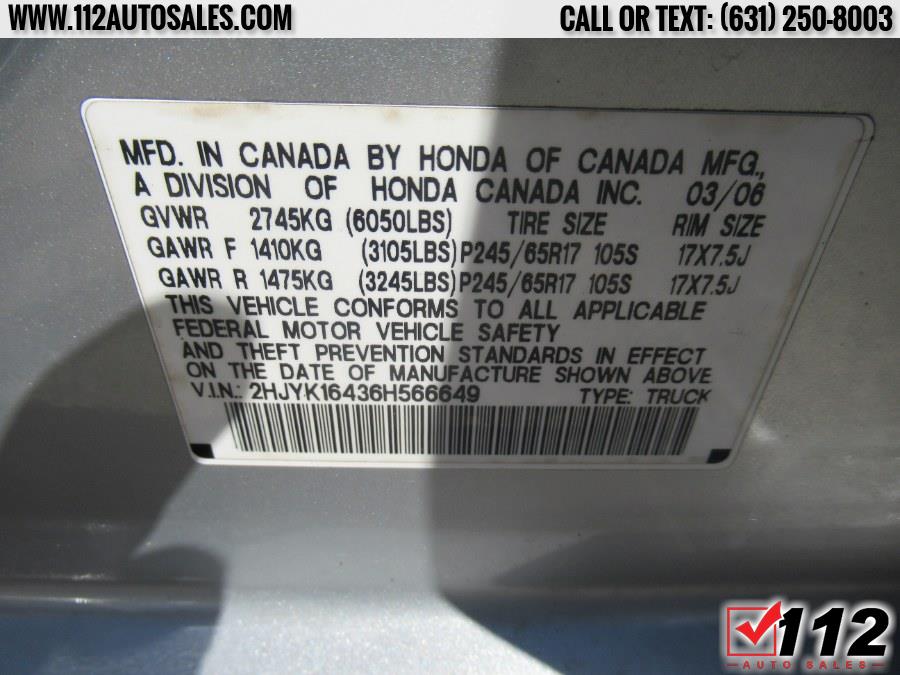 WWW.112AUTOSALES.COM
CALL OR TEXT: (631) 250-8003
MFD. IN CANADA BY HONDA OF CANADA MFG.,
A DIVISION OF HONDA CANADA INC. 03/06
GVWR 2745KG (6050LBS) TIRE SIZE RIM SIZE
GAWR F 1410KG (3105LBS) P245/65R17 105S 17X7.5J
GAWR R 1475KG (3245LBS) P245/65R17 105S 17X7.5J
THIS VEHICLE CONFORMS TO ALL APPLICABLE
FEDERAL MOTOR VEHICLE SAFETY
AND THEFT PREVENTION STANDARDS IN EFFECT
ON THE DATE OF MANUFACTURE SHOWN ABOVE
V.I.N.: 2HJYK16436H566649 TYPE: TRUCK
112
AUTO SALES